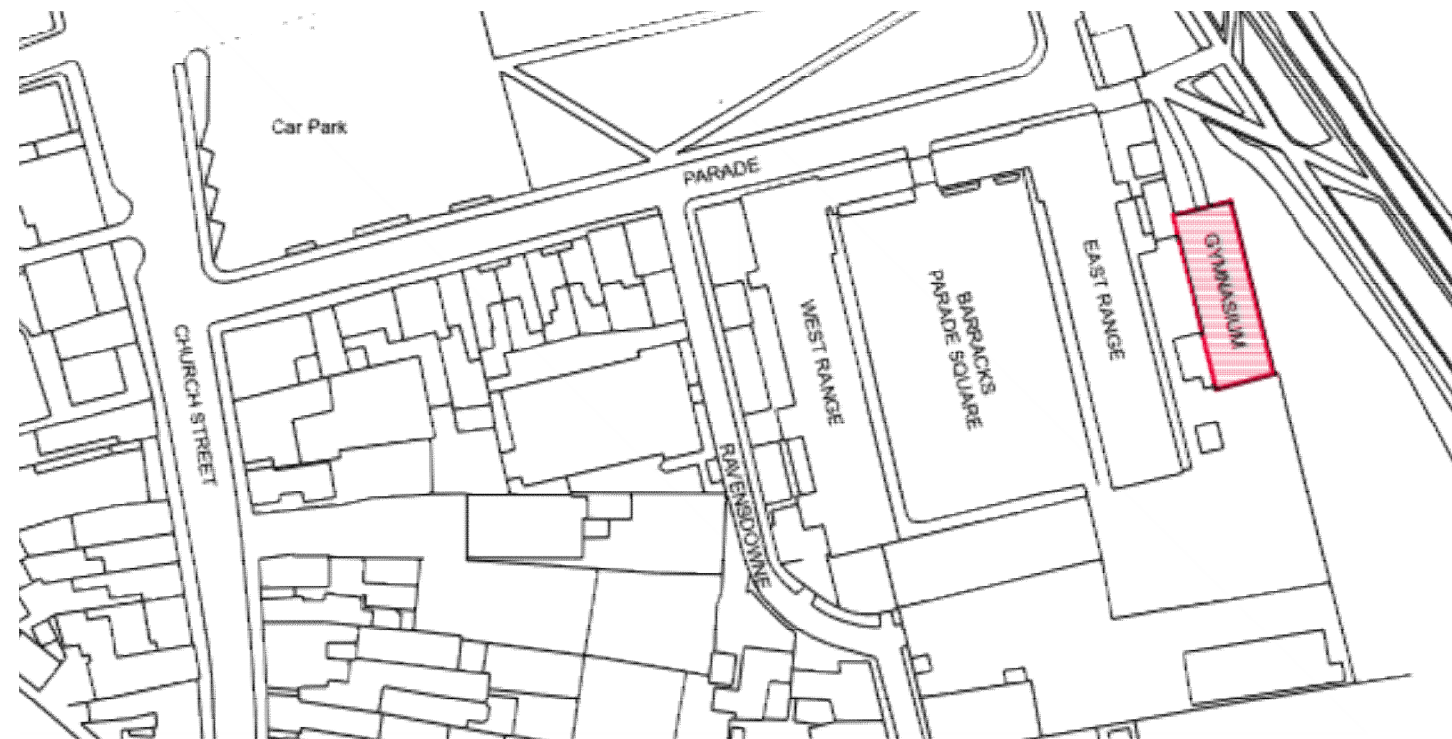 Car Park
PARADE
GYMNASIUM
EAST RANGE
BARRACKS
PARADE SQUARE
WEST RANGE
CHURCH STREET
RAVENSDOWNE